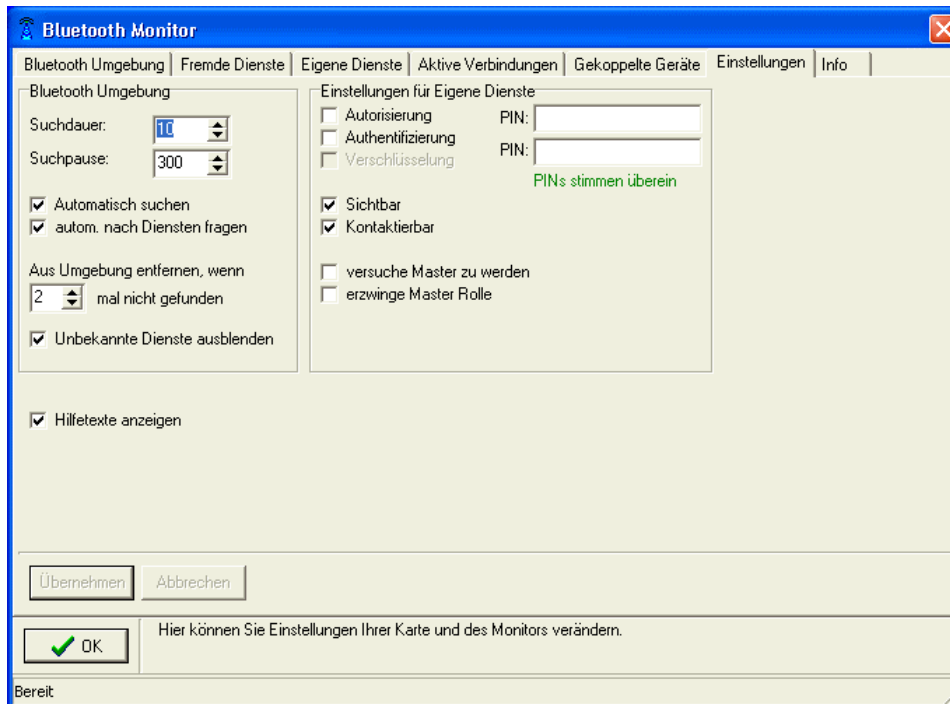 Bluetooth Monitor
Bluetooth Umgebung
Fremde Dienste
Eigene Dienste
Aktive Verbindungen
Gekoppelte Geräte
Einstellungen
Info
Bluetooth Umgebung
Suchdauer: 10
Suchpause: 300
Automatisch suchen
autom. nach Diensten fragen
Aus Umgebung entfernen, wenn
2 mal nicht gefunden
Unbekannte Dienste ausblenden
Einstellungen für Eigene Dienste
Autorisierung
Authentifizierung
Verschlüsselung
PIN:
PIN:
PINs stimmen überein
Sichtbar
Kontaktierbar
versuche Master zu werden
erzwinge Master Rolle
Hilfetexte anzeigen
Übernehmen
Abbrechen
OK
Hier können Sie Einstellungen Ihrer Karte und des Monitors verändern.
Bereit